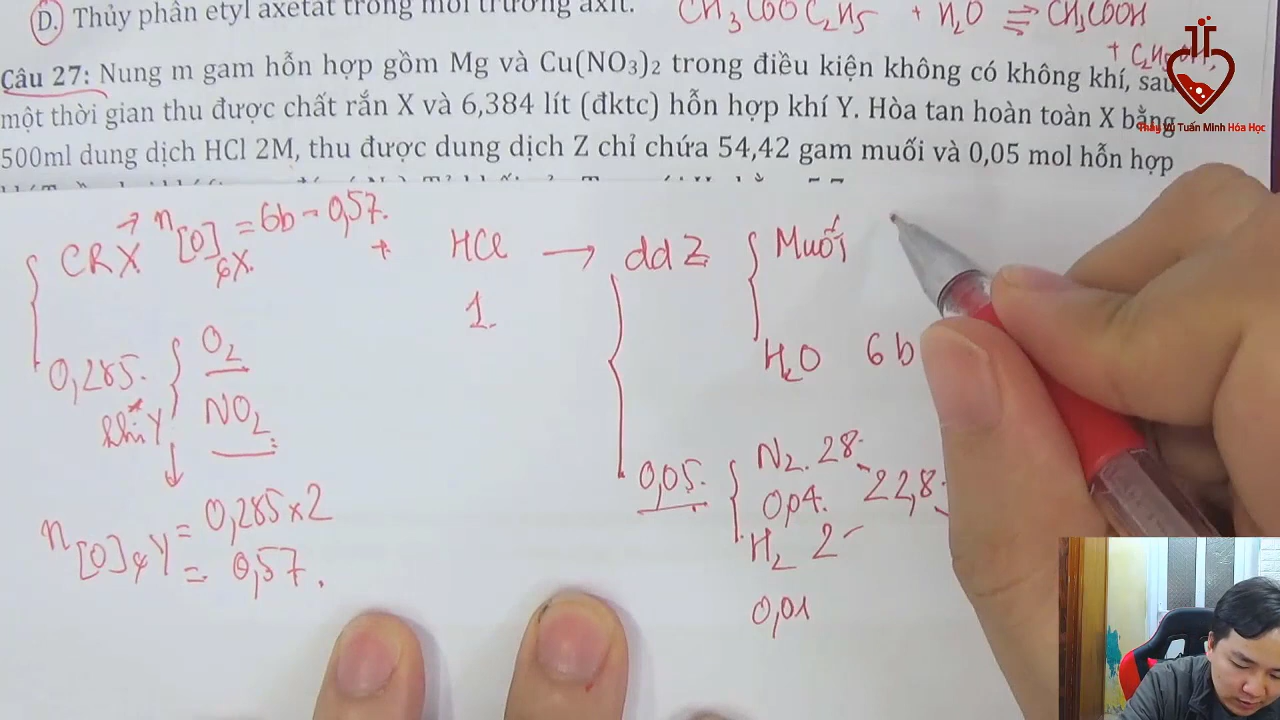 D. Thủy phân etyl axetat trong môi trường axit.
CH3COOC2H5 + H2O ⇌ CH3COOH
+ C2H5OH
Câu 27: Nung m gam hỗn hợp gồm Mg và Cu(NO3)2 trong điều kiện không có không khí, sau
một thời gian thu được chất rắn X và 6,384 lít (đktc) hỗn hợp khí Y. Hòa tan hoàn toàn X bằng
Thầy Vũ Tuấn Minh Hóa Học
500ml dung dịch HCl 2M, thu được dung dịch Z chỉ chứa 54,42 gam muối và 0,05 mol hỗn hợp
CRX → n[O]∈X = 6b - 0,57.
+ HCl → dd Z
Muối
1.
H2O 6b
0,285.
khí Y
O2
NO2
0,05.
N2. 28
0,04. 22,8
H2 2
0,01
n[O]∈Y = 0,285x2
= 0,57.